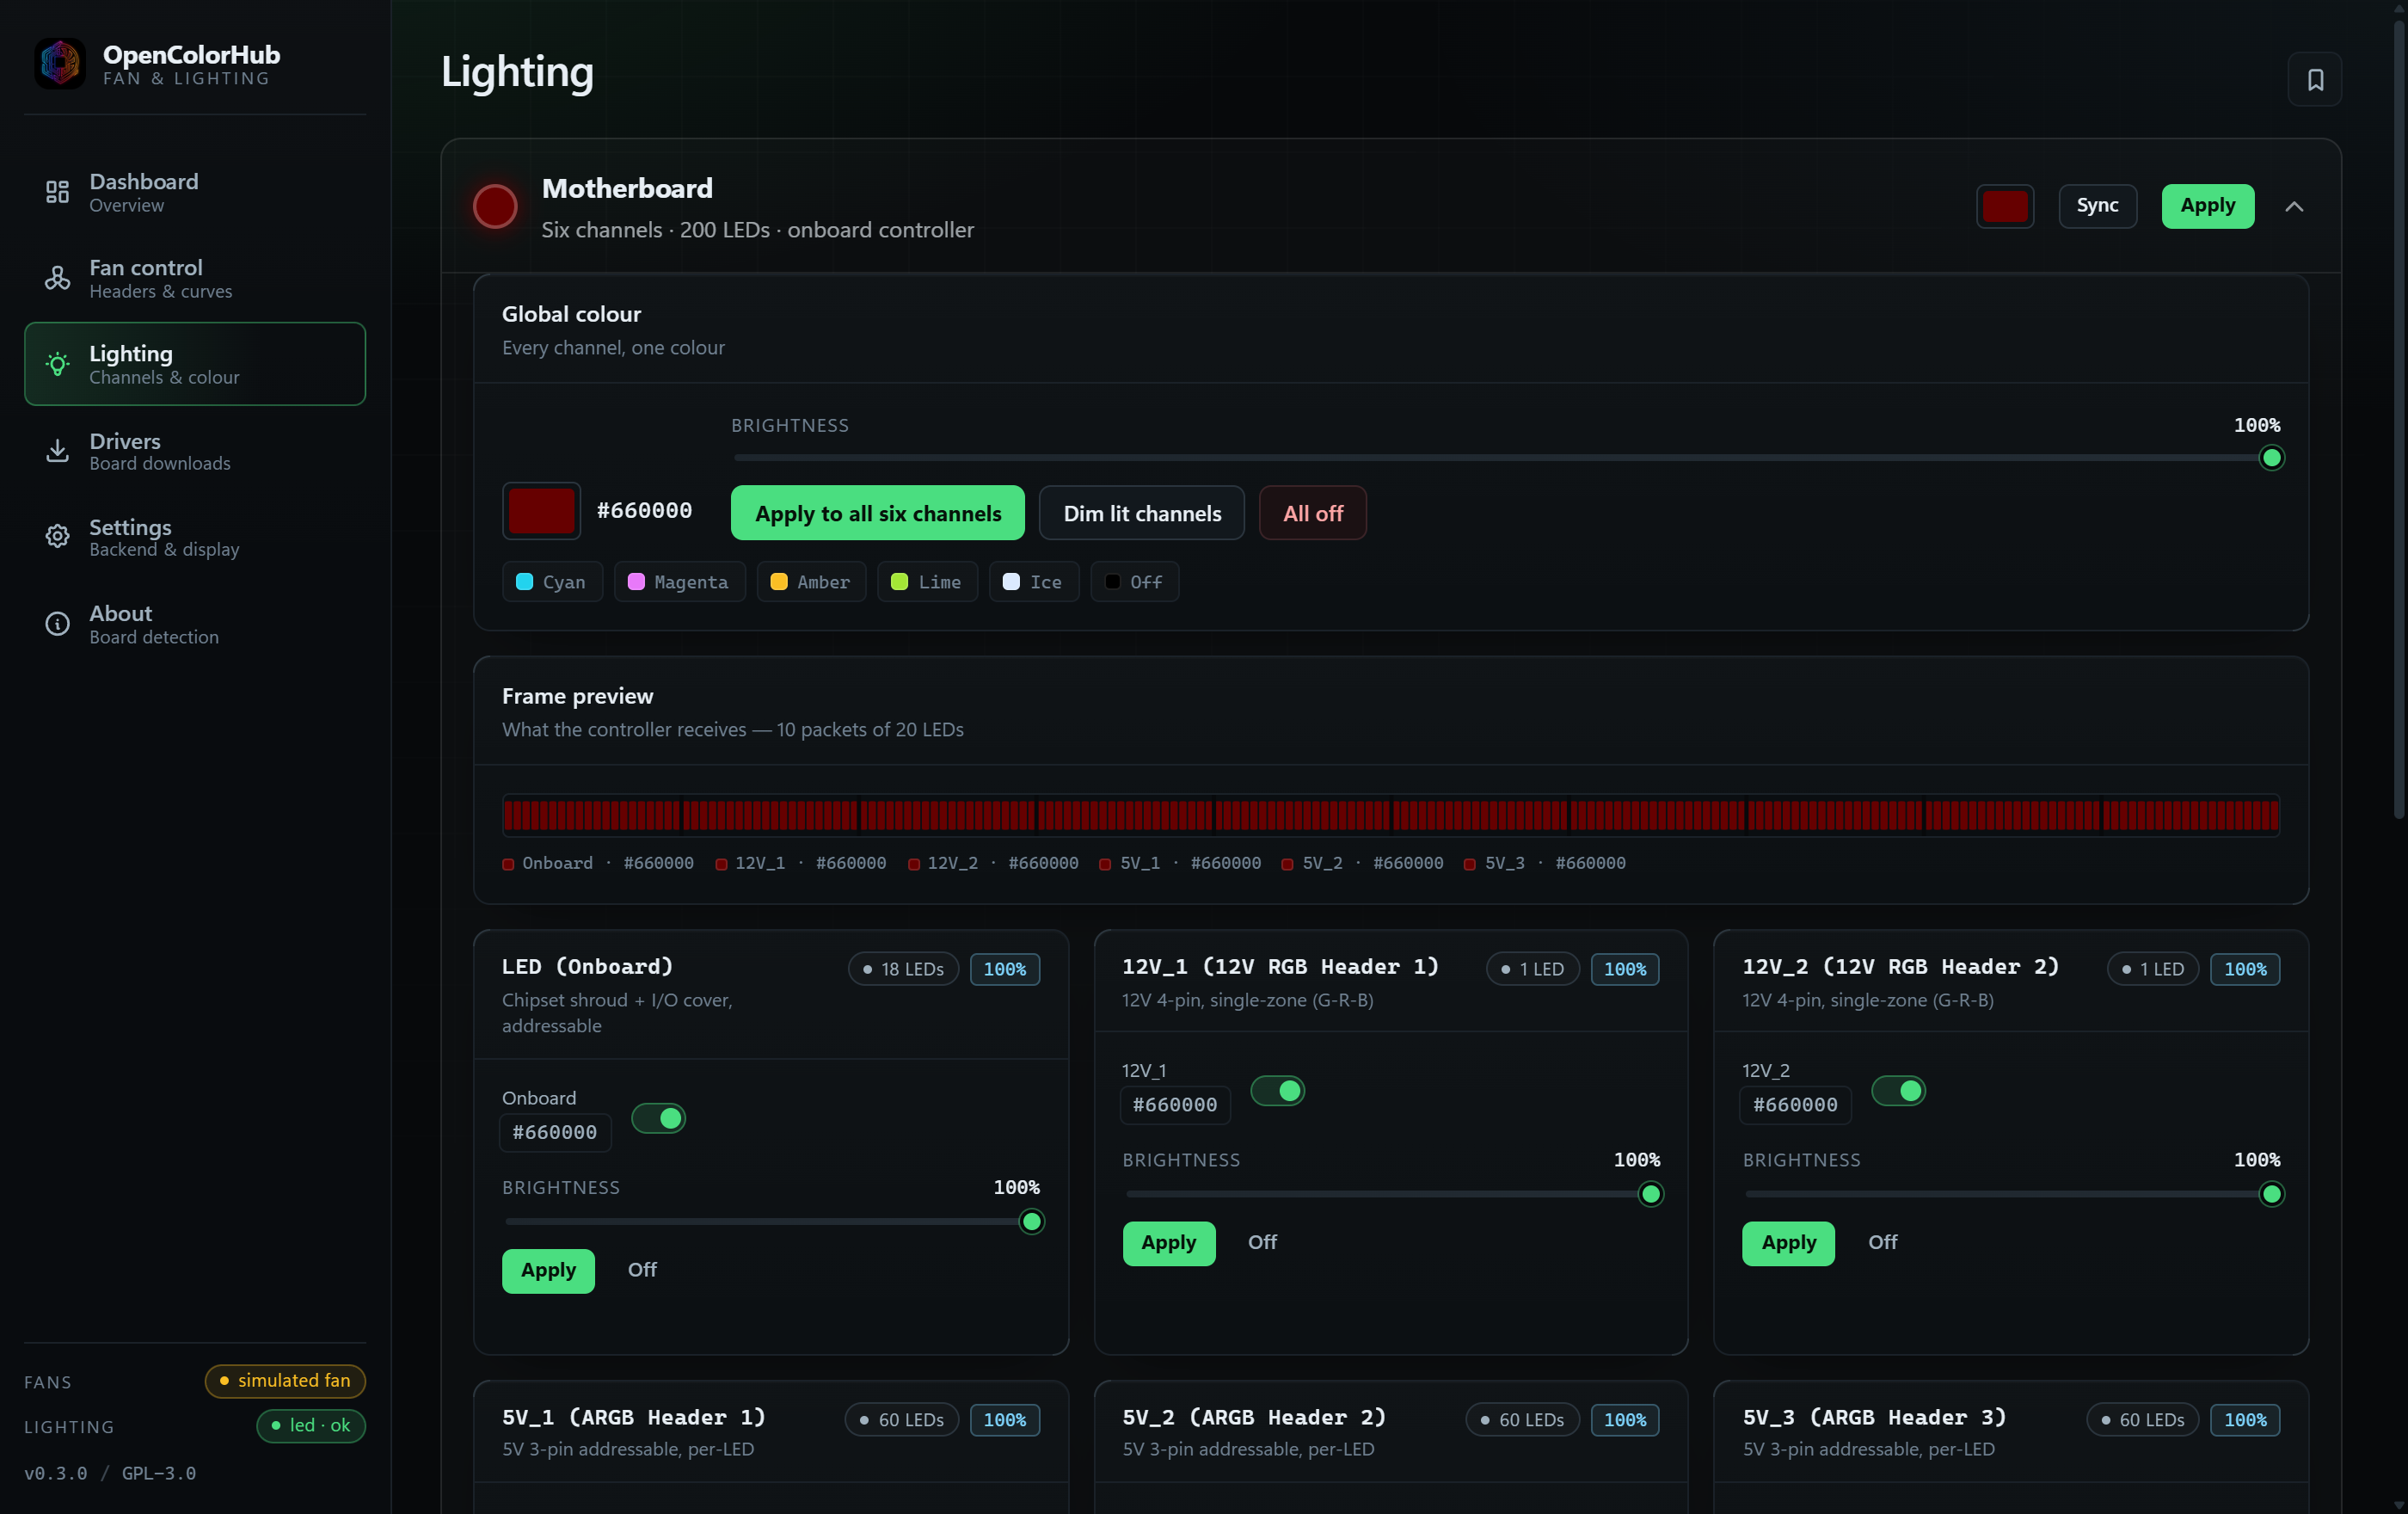 OpenColorHub
FAN & LIGHTING
Dashboard
Overview
Fan control
Headers & curves
Lighting
Channels & colour
Drivers
Board downloads
Settings
Backend & display
About
Board detection
FANS
simulated fan
LIGHTING
led · ok
v0.3.0 / GPL-3.0
Lighting
Motherboard
Six channels · 200 LEDs · onboard controller
Sync
Apply
Global colour
Every channel, one colour
BRIGHTNESS
100%
#660000
Apply to all six channels
Dim lit channels
All off
Cyan
Magenta
Amber
Lime
Ice
Off
Frame preview
What the controller receives — 10 packets of 20 LEDs
Onboard · #660000
12V_1 · #660000
12V_2 · #660000
5V_1 · #660000
5V_2 · #660000
5V_3 · #660000
LED (Onboard)
18 LEDs
100%
Chipset shroud + I/O cover,
addressable
Onboard
#660000
BRIGHTNESS
100%
Apply
Off
12V_1 (12V RGB Header 1)
1 LED
100%
12V 4-pin, single-zone (G-R-B)
12V_1
#660000
BRIGHTNESS
100%
Apply
Off
12V_2 (12V RGB Header 2)
1 LED
100%
12V 4-pin, single-zone (G-R-B)
12V_2
#660000
BRIGHTNESS
100%
Apply
Off
5V_1 (ARGB Header 1)
60 LEDs
100%
5V 3-pin addressable, per-LED
5V_2 (ARGB Header 2)
60 LEDs
100%
5V 3-pin addressable, per-LED
5V_3 (ARGB Header 3)
60 LEDs
100%
5V 3-pin addressable, per-LED